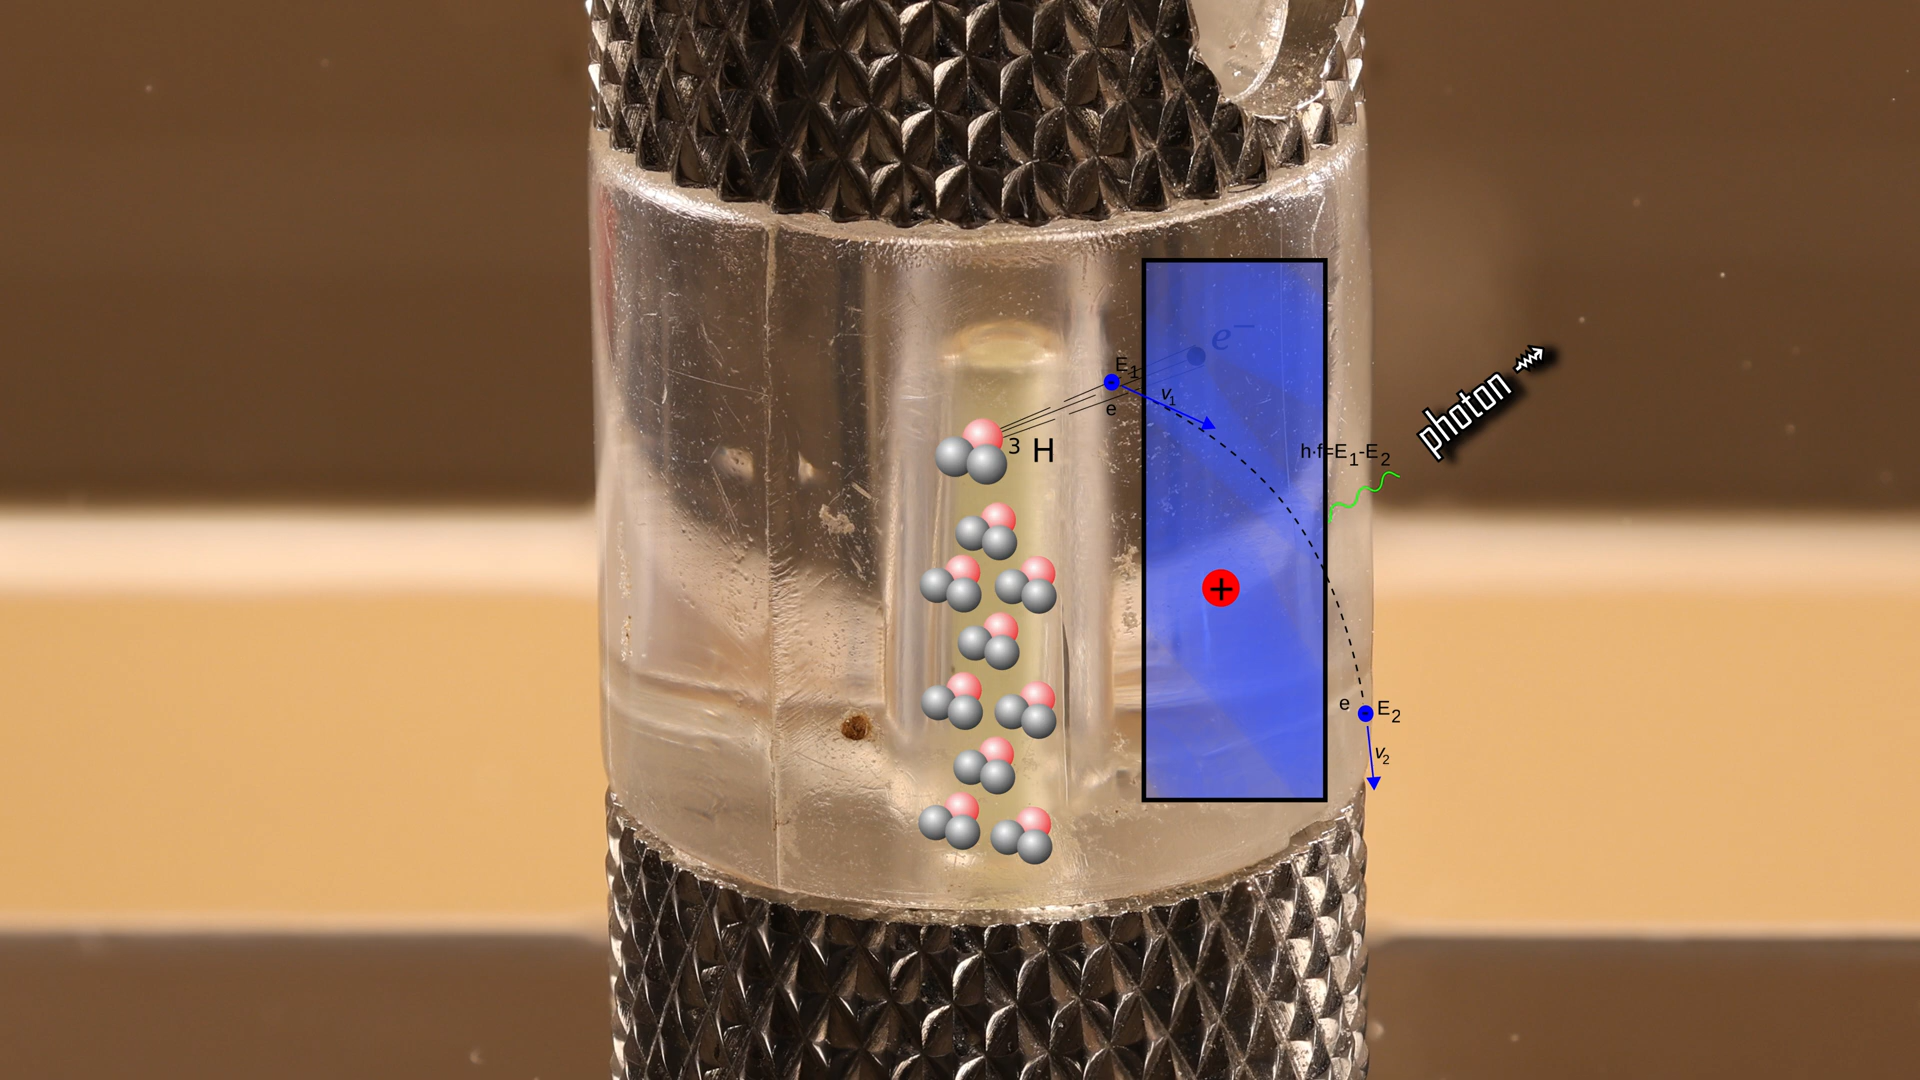 e⁻
E₁
v₁
e
³ H
h·f=E₁-E₂
photon
+
e
E₂
v₂